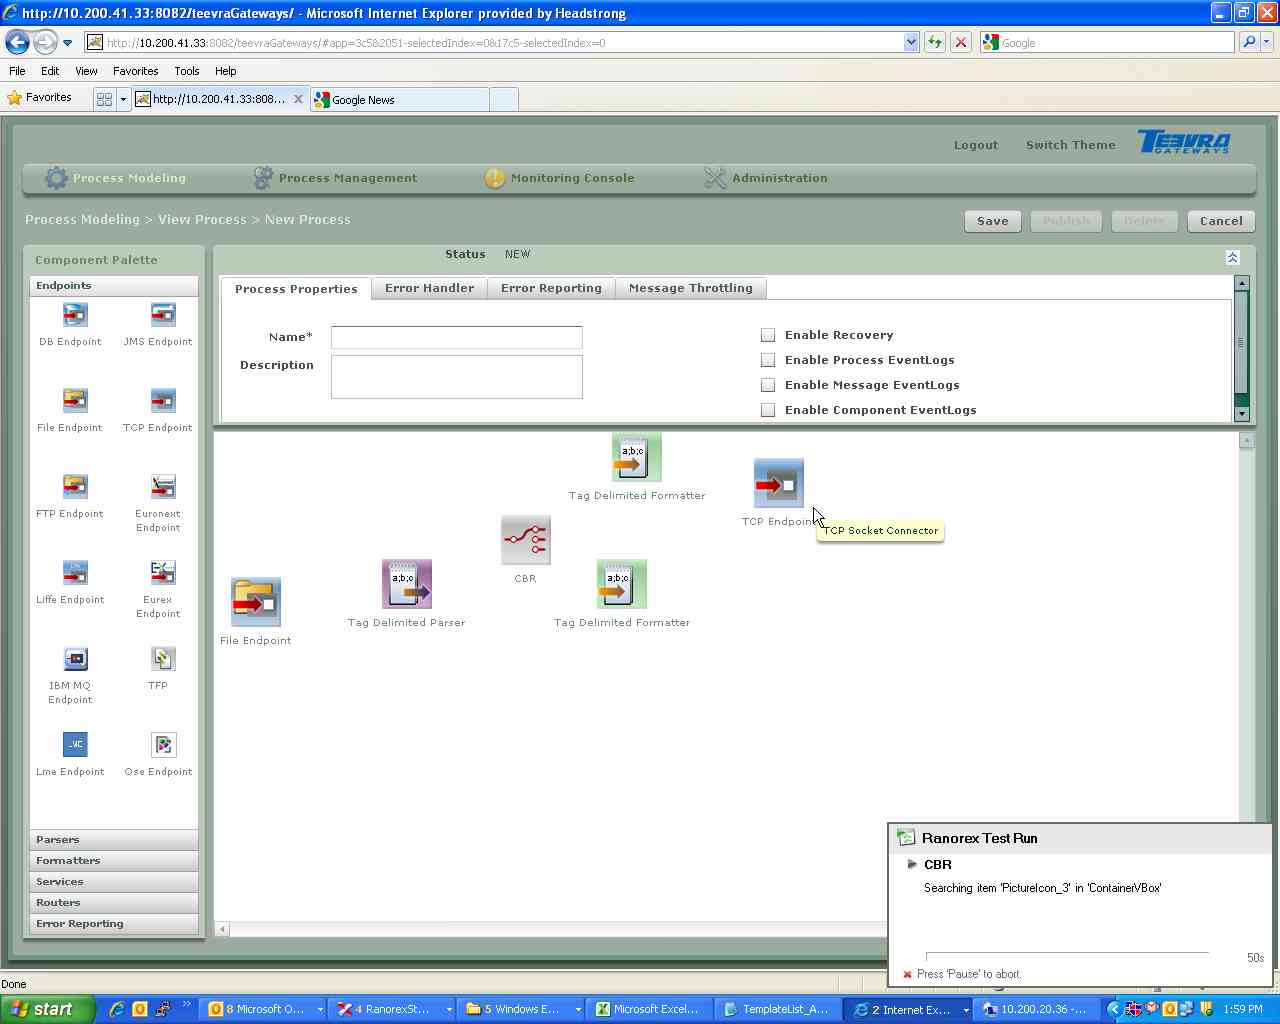 http://10.200.41.33:8082/teevraGateways/ - Microsoft Internet Explorer provided by Headstrong
http://10.200.41.33:8082/teevraGateways/#app=3c5&2051-selectedIndex=0&17c5-selectedIndex=0
Google
File Edit View Favorites Tools Help
Favorites
http://10.200.41.33:808...
Google News
Logout Switch Theme
TEEVRA
GATEWAYS
Process Modeling Process Management Monitoring Console Administration
Process Modeling > View Process > New Process
Save Publish Delete Cancel
Component Palette
Status NEW
Endpoints
Process Properties Error Handler Error Reporting Message Throttling
DB Endpoint JMS Endpoint
Name*
Description
Enable Recovery
Enable Process EventLogs
Enable Message EventLogs
Enable Component EventLogs
File Endpoint TCP Endpoint
FTP Endpoint Euronext Endpoint
Liffe Endpoint Eurex Endpoint
IBM MQ Endpoint TFP
Lme Endpoint Ose Endpoint
a;b;c
Tag Delimited Formatter
TCP Endpoint
TCP Socket Connector
CBR
a;b;c
Tag Delimited Parser
a;b;c
Tag Delimited Formatter
File Endpoint
Parsers
Formatters
Services
Routers
Error Reporting
Ranorex Test Run
CBR
Searching item 'PictureIcon_3' in 'ContainerVBox'
50s
Press 'Pause' to abort.
Done
start
8 Microsoft O...
4 RanorexSt...
5 Windows E...
Microsoft Excel...
TemplateList_A...
2 Internet Ex...
10.200.20.36 -...
1:59 PM